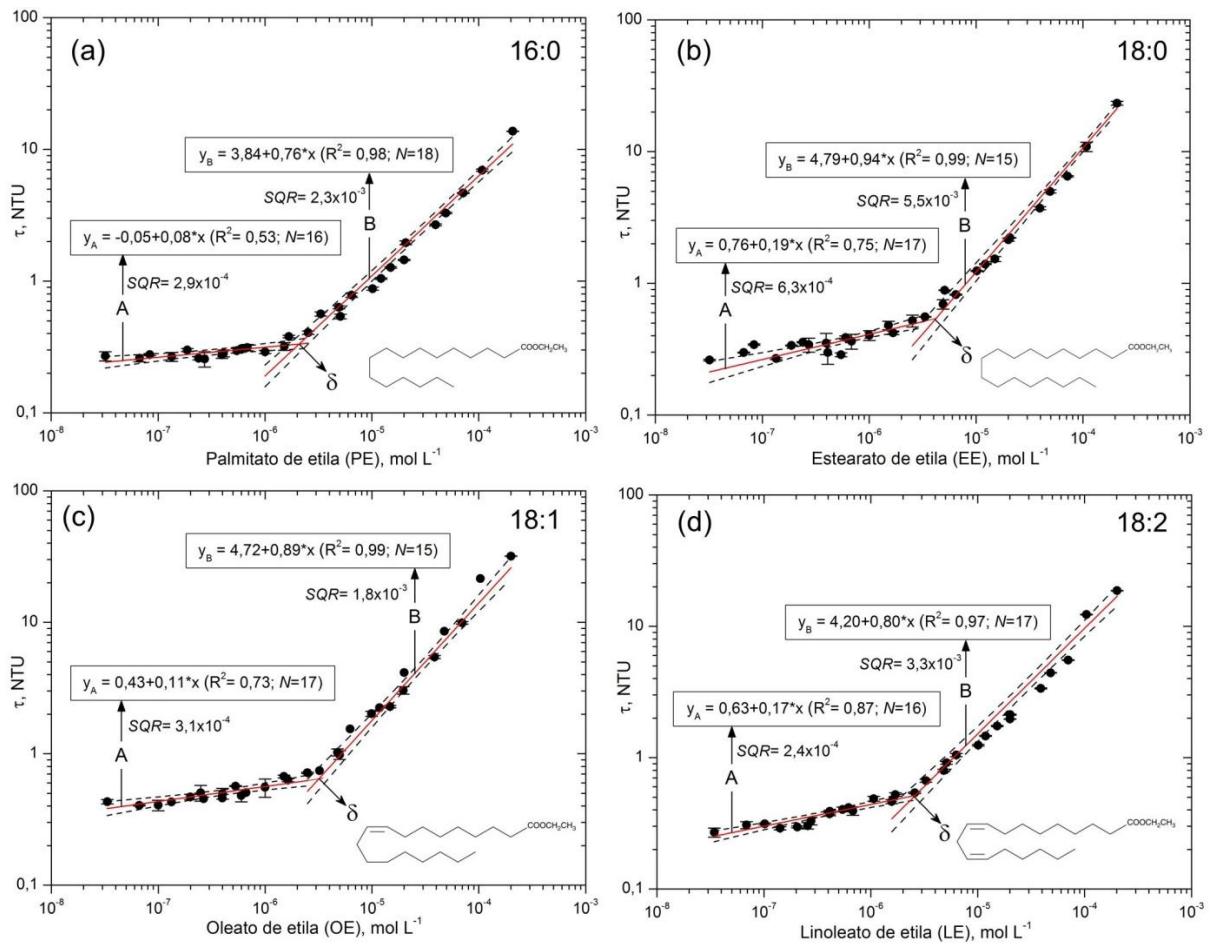 (a)
16:0
y_B = 3,84+0,76*x (R²= 0,98; N=18)
SQR= 2,3x10⁻³
B
y_A = -0,05+0,08*x (R²= 0,53; N=16)
SQR= 2,9x10⁻⁴
A
δ
COOCH₂CH₃
τ, NTU
100
10
1
0,1
10⁻⁸ 10⁻⁷ 10⁻⁶ 10⁻⁵ 10⁻⁴ 10⁻³
Palmitato de etila (PE), mol L⁻¹
(b)
18:0
y_B = 4,79+0,94*x (R²= 0,99; N=15)
SQR= 5,5x10⁻³
B
y_A = 0,76+0,19*x (R²= 0,75; N=17)
SQR= 6,3x10⁻⁴
A
δ
COOCH₂CH₃
τ, NTU
100
10
1
0,1
10⁻⁸ 10⁻⁷ 10⁻⁶ 10⁻⁵ 10⁻⁴ 10⁻³
Estearato de etila (EE), mol L⁻¹
(c)
18:1
y_B = 4,72+0,89*x (R²= 0,99; N=15)
SQR= 1,8x10⁻³
B
y_A = 0,43+0,11*x (R²= 0,73; N=17)
SQR= 3,1x10⁻⁴
A
δ
COOCH₂CH₃
τ, NTU
100
10
1
0,1
10⁻⁸ 10⁻⁷ 10⁻⁶ 10⁻⁵ 10⁻⁴ 10⁻³
Oleato de etila (OE), mol L⁻¹
(d)
18:2
y_B = 4,20+0,80*x (R²= 0,97; N=17)
SQR= 3,3x10⁻³
B
y_A = 0,63+0,17*x (R²= 0,87; N=16)
SQR= 2,4x10⁻⁴
A
δ
COOCH₂CH₃
τ, NTU
100
10
1
0,1
10⁻⁸ 10⁻⁷ 10⁻⁶ 10⁻⁵ 10⁻⁴ 10⁻³
Linoleato de etila (LE), mol L⁻¹